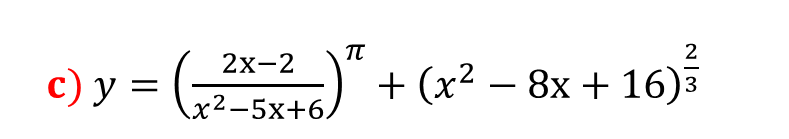 c) y = ((2x−2)/(x²−5x+6))^π + (x² − 8x + 16)^(2/3)